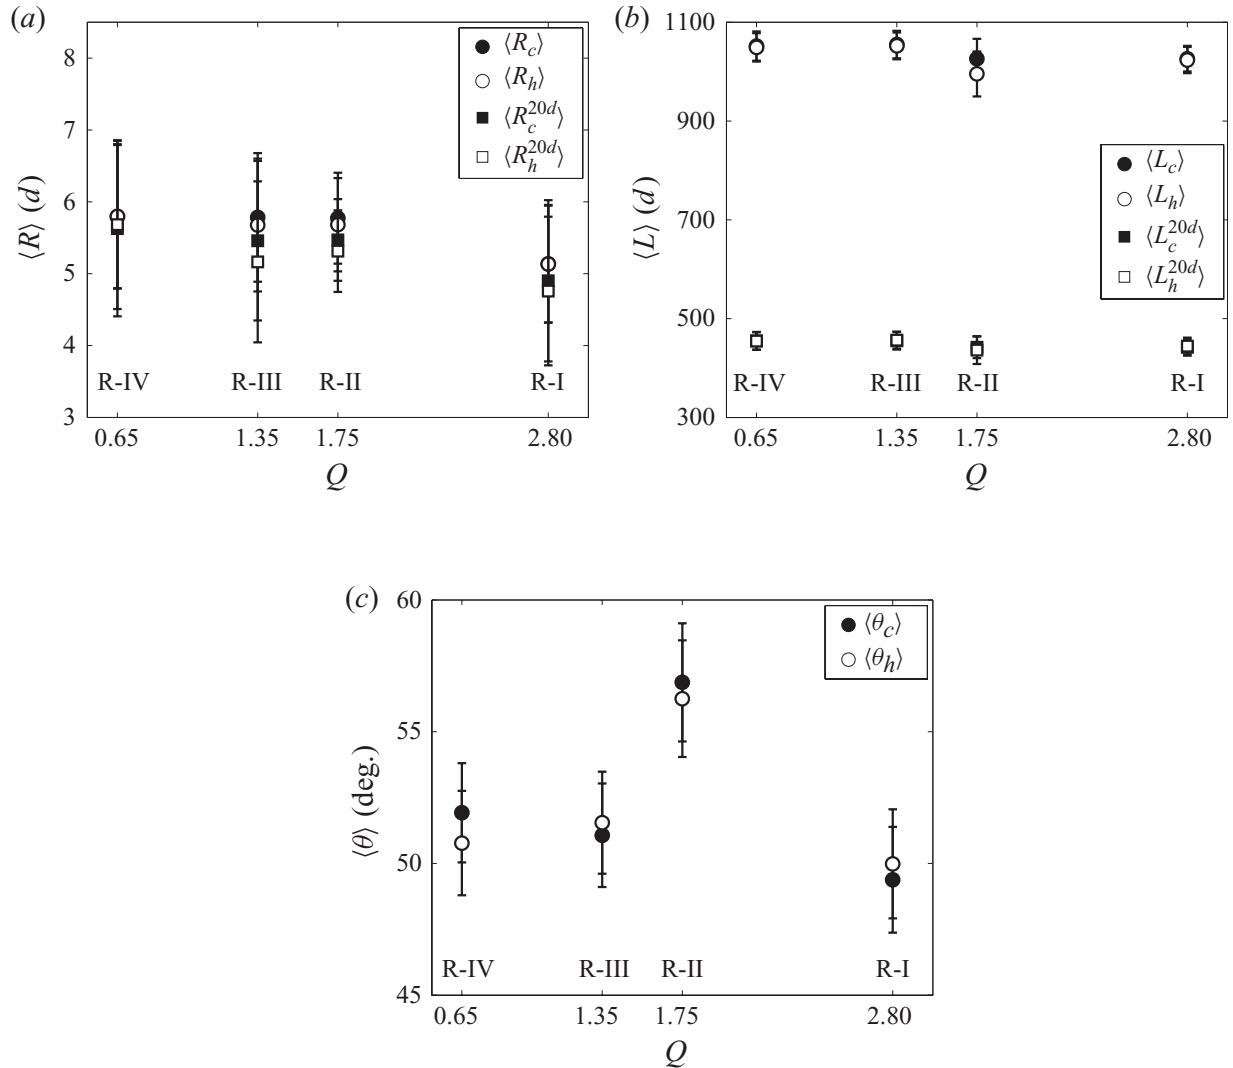 (a)
8
7
6
5
4
3
⟨R⟩ (d)
⟨R_c⟩
⟨R_h⟩
⟨R_c^{20d}⟩
⟨R_h^{20d}⟩
R-IV R-III R-II R-I
0.65 1.35 1.75 2.80
Q
(b)
1100
900
700
500
300
⟨L⟩ (d)
⟨L_c⟩
⟨L_h⟩
⟨L_c^{20d}⟩
⟨L_h^{20d}⟩
R-IV R-III R-II R-I
0.65 1.35 1.75 2.80
Q
(c)
60
55
50
45
⟨θ⟩ (deg.)
⟨θ_c⟩
⟨θ_h⟩
R-IV R-III R-II R-I
0.65 1.35 1.75 2.80
Q